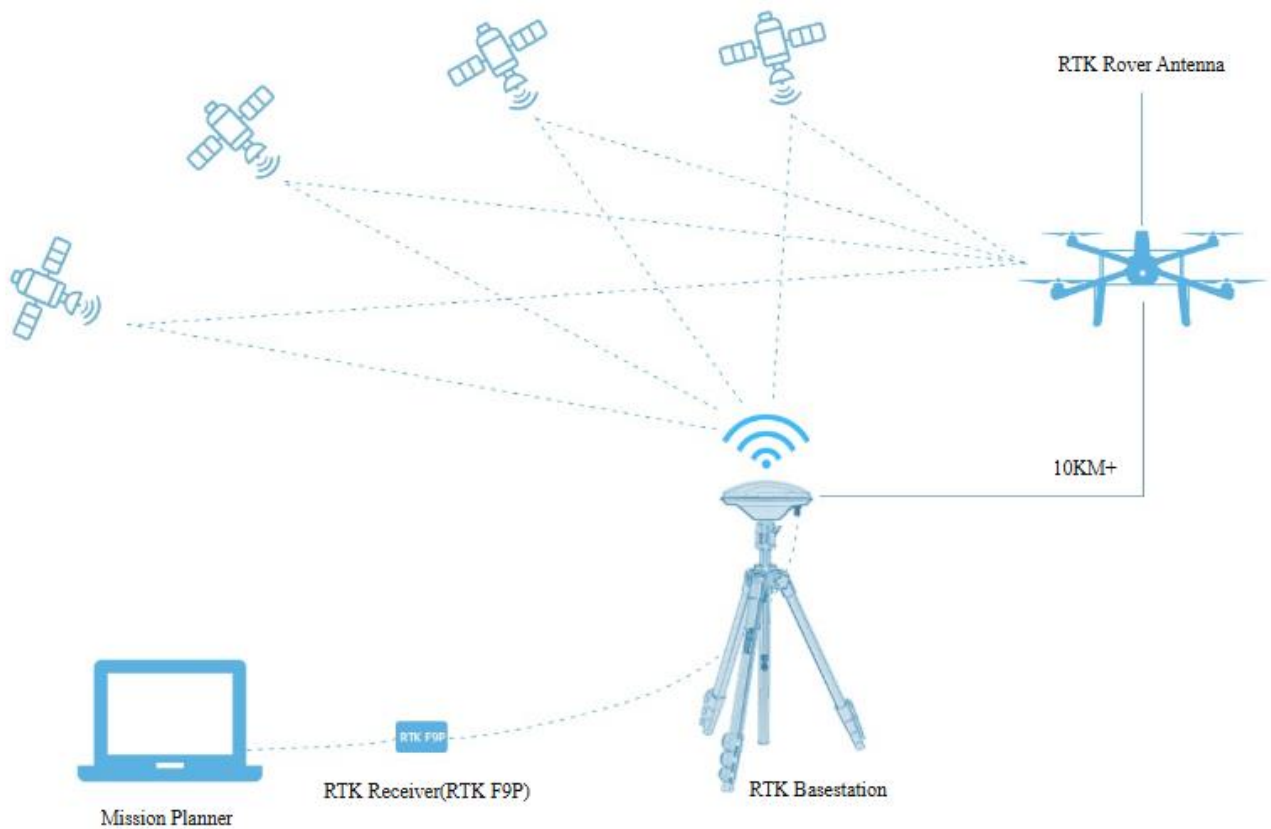 RTK Rover Antenna
10KM+
RTK F9P
RTK Receiver(RTK F9P)
RTK Basestation
Mission Planner